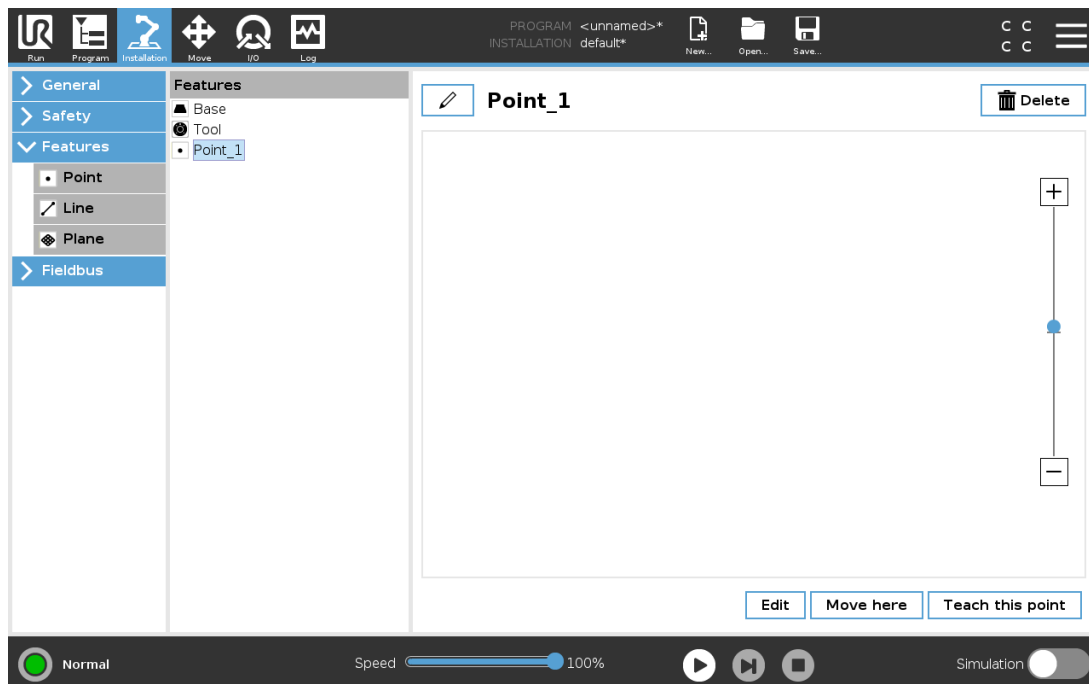 PROGRAM <unnamed>*
INSTALLATION default*
Run Program Installation Move I/O Log New... Open... Save...
C C
C C
General
Safety
Features
Point
Line
Plane
Fieldbus
Features
Base
Tool
Point_1
Point_1
Delete
Edit Move here Teach this point
Normal
Speed 100%
Simulation